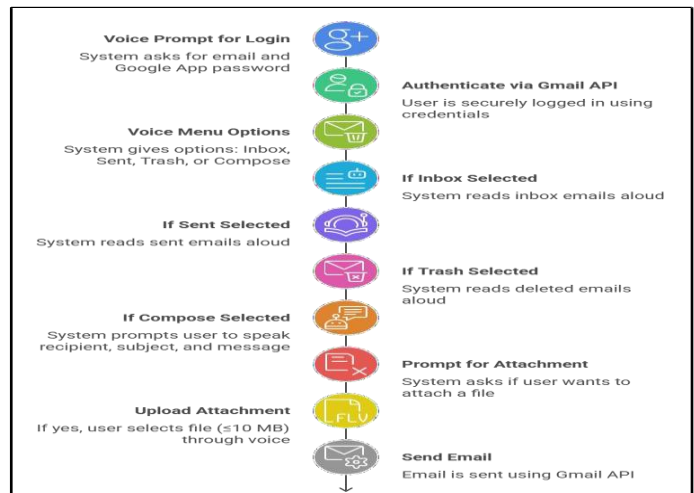 Voice Prompt for Login
System asks for email and
Google App password
g+
Authenticate via Gmail API
User is securely logged in using
credentials
Voice Menu Options
System gives options: Inbox,
Sent, Trash, or Compose
If Inbox Selected
System reads inbox emails aloud
If Sent Selected
System reads sent emails aloud
If Trash Selected
System reads deleted emails
aloud
If Compose Selected
System prompts user to speak
recipient, subject, and message
Prompt for Attachment
System asks if user wants to
attach a file
Upload Attachment
If yes, user selects file (≤10 MB)
through voice
FLV
Send Email
Email is sent using Gmail API